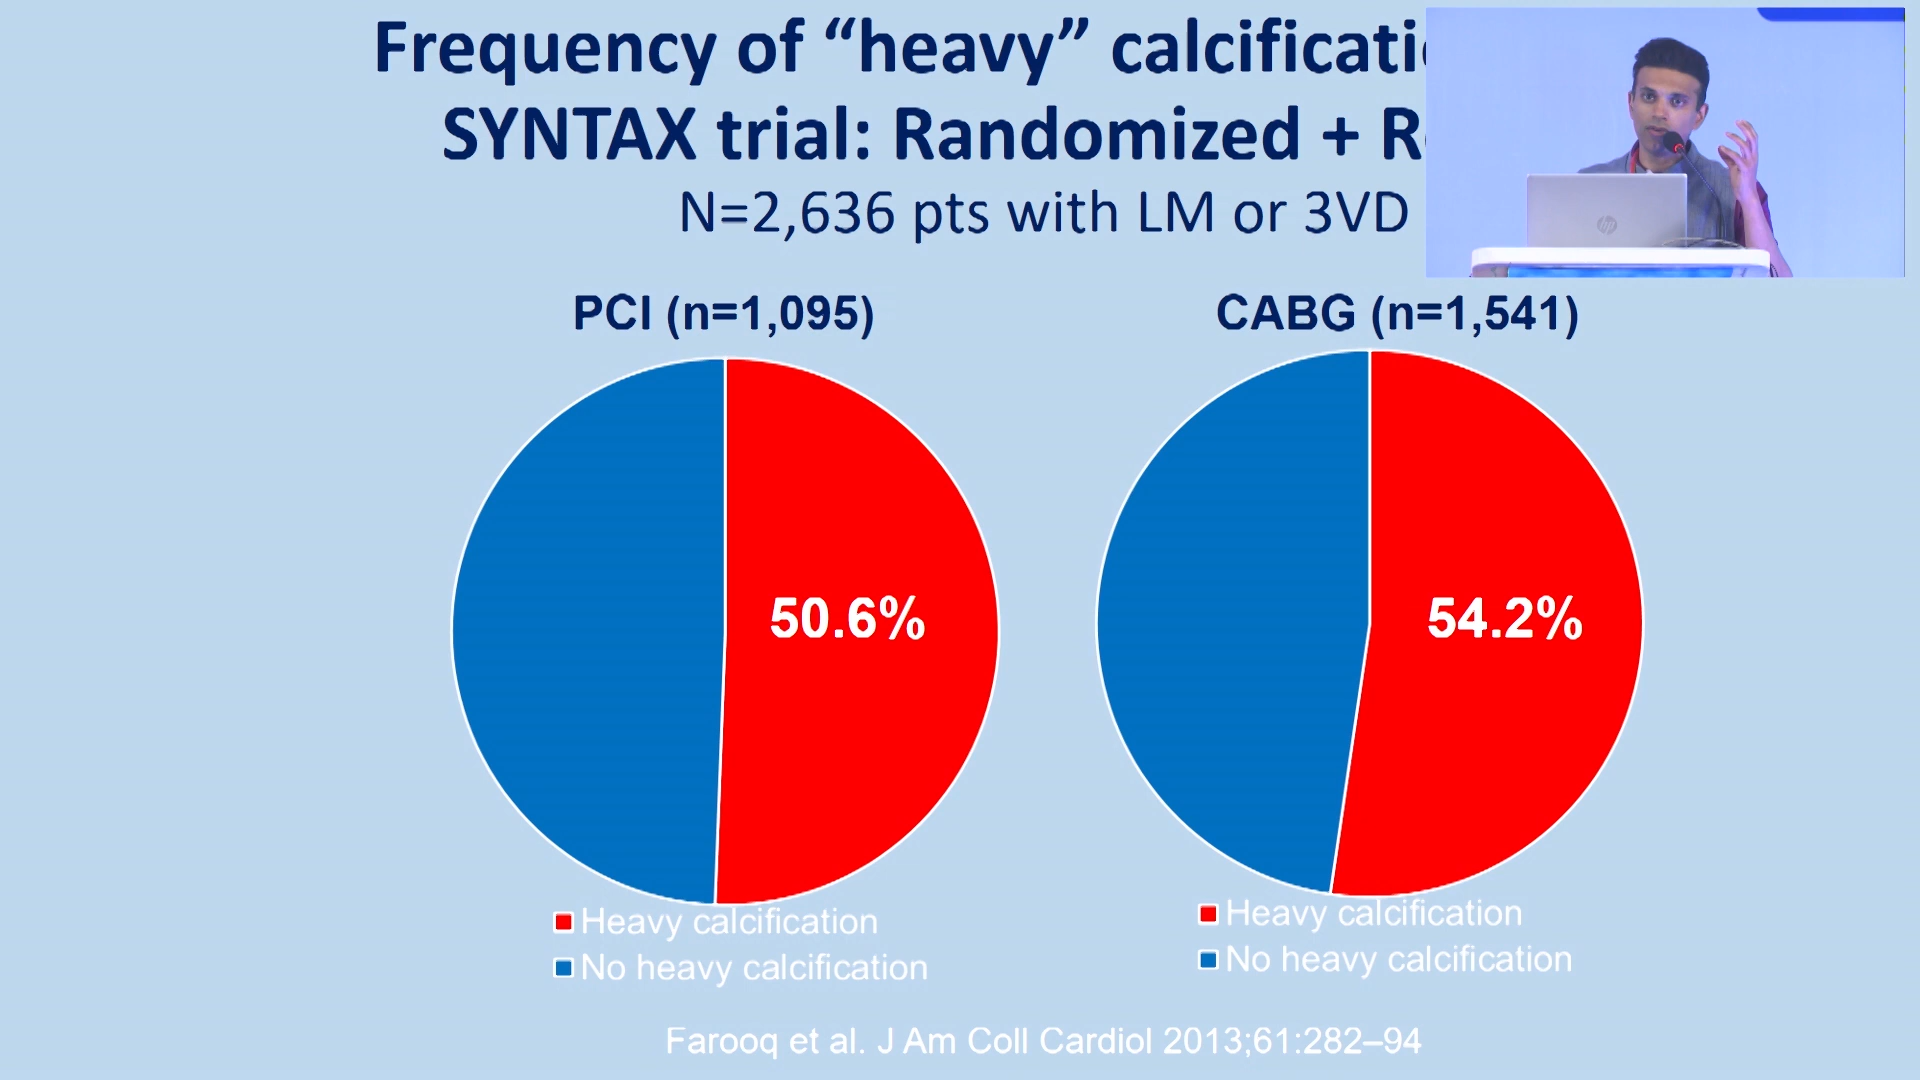 Frequency of “heavy” calcificati
SYNTAX trial: Randomized + R
N=2,636 pts with LM or 3VD
PCI (n=1,095)
CABG (n=1,541)
50.6%
54.2%
Heavy calcification
No heavy calcification
Heavy calcification
No heavy calcification
Farooq et al. J Am Coll Cardiol 2013;61:282–94
hp